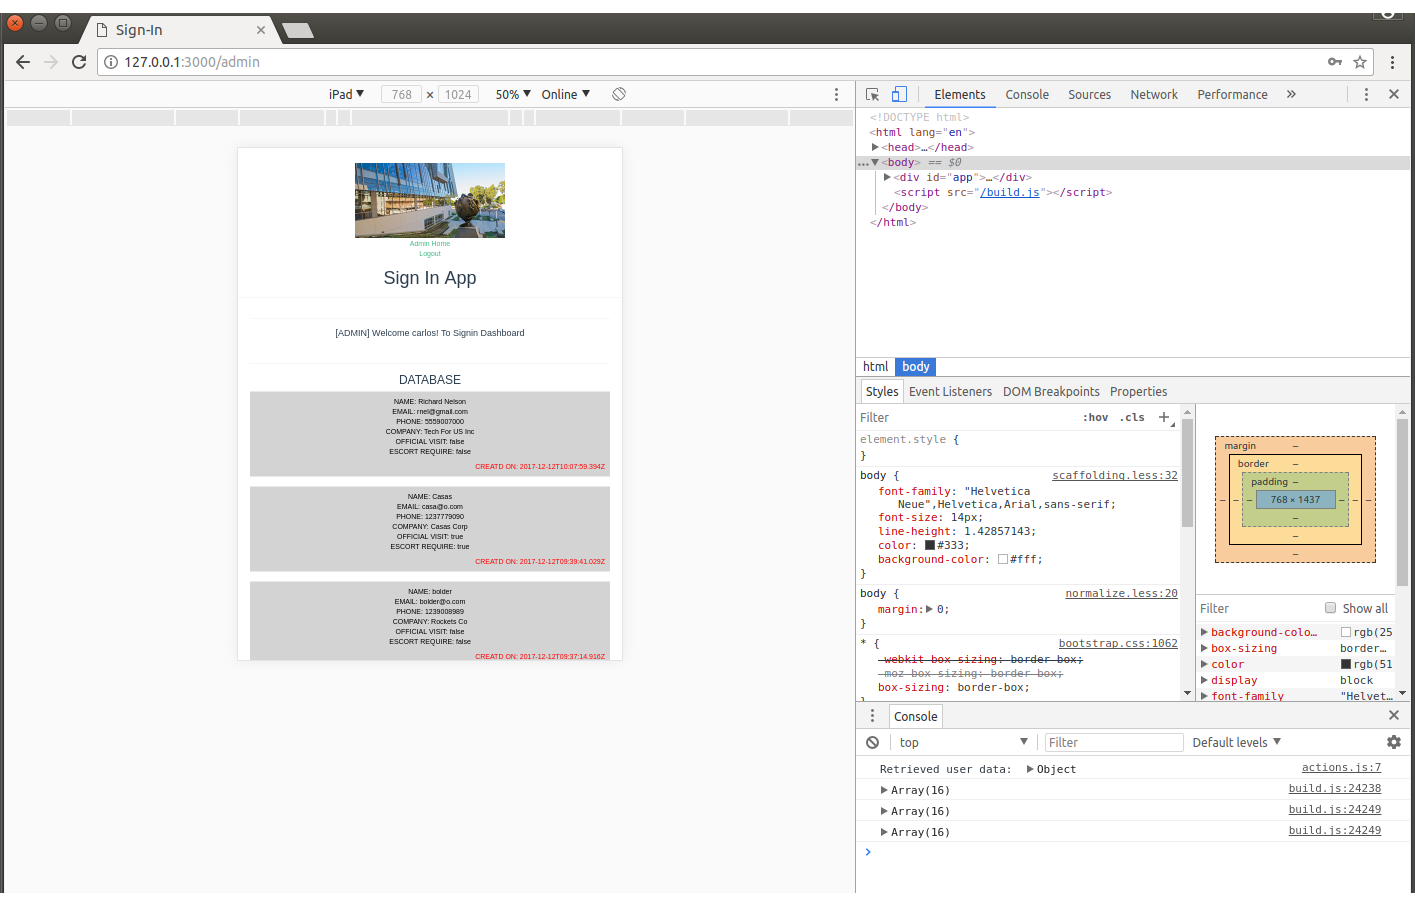 Sign-In
127.0.0.1:3000/admin
iPad 768 × 1024 50% Online
Admin Home
Logout
Sign In App
[ADMIN] Welcome carlos! To Signin Dashboard
DATABASE
NAME: Richard Nelson
EMAIL: rnel@gmail.com
PHONE: 5559007000
COMPANY: Tech For US Inc
OFFICIAL VISIT: false
ESCORT REQUIRE: false
CREATD ON: 2017-12-12T10:07:59.394Z
NAME: Casas
EMAIL: casa@o.com
PHONE: 1237779090
COMPANY: Casas Corp
OFFICIAL VISIT: true
ESCORT REQUIRE: true
CREATD ON: 2017-12-12T09:39:41.029Z
NAME: bolder
EMAIL: bolder@o.com
PHONE: 1239008989
COMPANY: Rockets Co
OFFICIAL VISIT: false
ESCORT REQUIRE: false
CREATD ON: 2017-12-12T09:37:14.916Z
Elements Console Sources Network Performance »
<!DOCTYPE html>
<html lang="en">
<head>…</head>
…<body> == $0
<div id="app">…</div>
<script src="/build.js"></script>
</body>
</html>
html body
Styles Event Listeners DOM Breakpoints Properties
Filter :hov .cls +
element.style {
}
body { scaffolding.less:32
font-family: "Helvetica
Neue",Helvetica,Arial,sans-serif;
font-size: 14px;
line-height: 1.42857143;
color: #333;
background-color: #fff;
}
body { normalize.less:20
margin: 0;
}
* { bootstrap.css:1062
-webkit-box-sizing: border-box;
-moz-box-sizing: border-box;
box-sizing: border-box;
}
margin –
border –
padding –
– – – 768 × 1437 – – –
–
–
–
Filter Show all
background-colo… rgb(25
box-sizing border…
color rgb(51
display block
font-family "Helvet…
Console
top Filter Default levels
Retrieved user data: Object actions.js:7
Array(16) build.js:24238
Array(16) build.js:24249
Array(16) build.js:24249
>